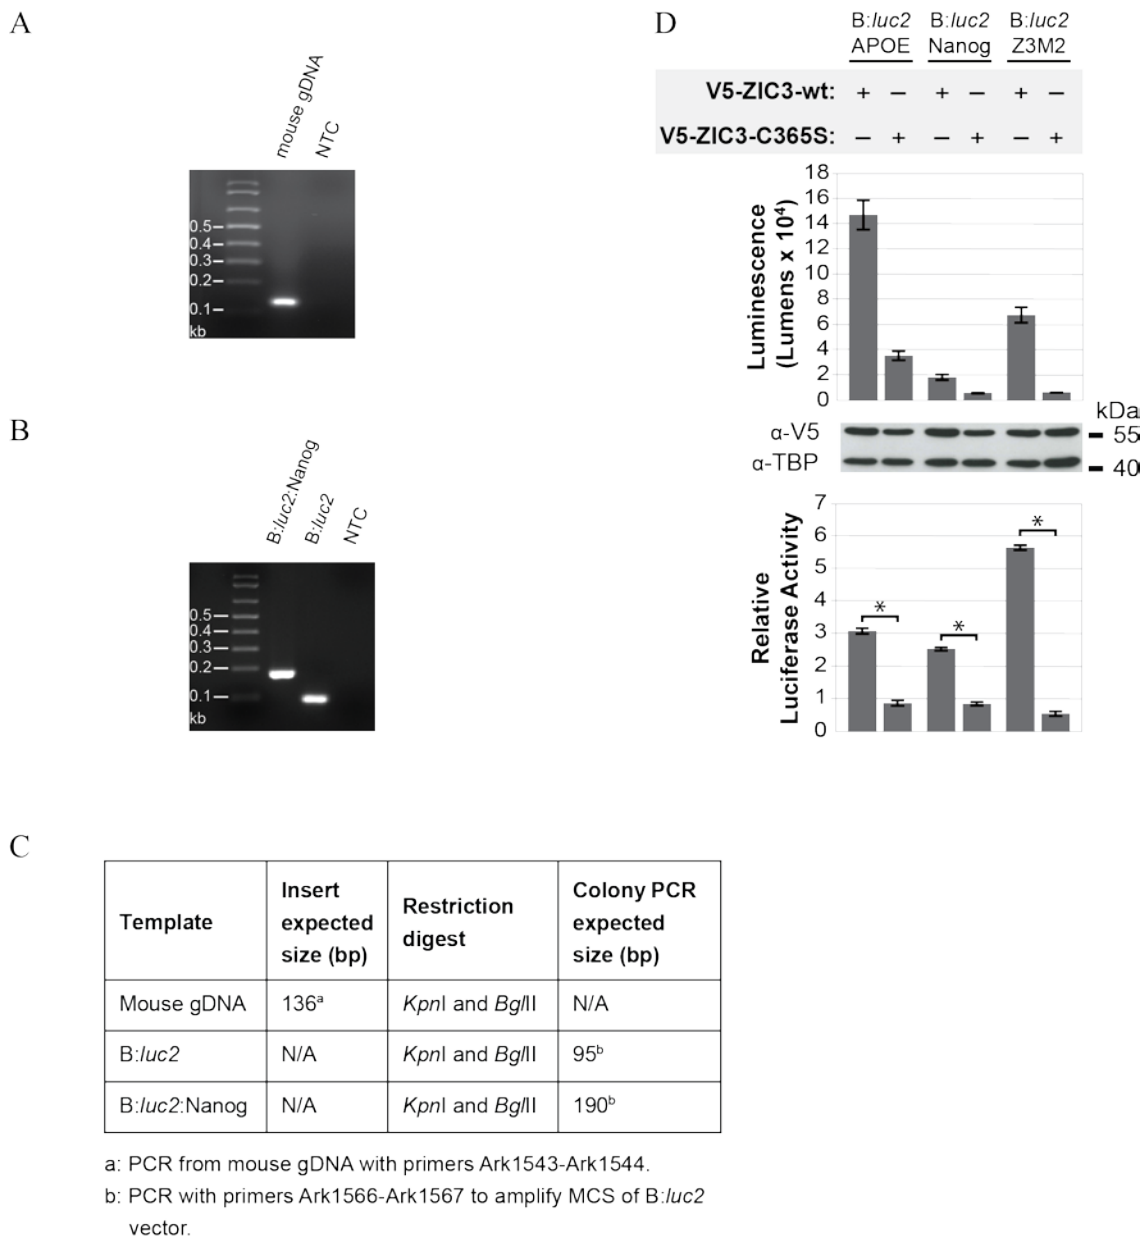 A
mouse gDNA
NTC
0.5
0.4
0.3
0.2
0.1
kb
B
B:luc2:Nanog
B:luc2
NTC
0.5
0.4
0.3
0.2
0.1
kb
C
Template
Insert expected size (bp)
Restriction digest
Colony PCR expected size (bp)
Mouse gDNA 136ᵃ KpnI and BglII N/A
B:luc2 N/A KpnI and BglII 95ᵇ
B:luc2:Nanog N/A KpnI and BglII 190ᵇ
a: PCR from mouse gDNA with primers Ark1543-Ark1544.
b: PCR with primers Ark1566-Ark1567 to amplify MCS of B:luc2
vector.
D
B:luc2 B:luc2 B:luc2
APOE Nanog Z3M2
V5-ZIC3-wt: + – + – + –
V5-ZIC3-C365S: – + – + – +
Luminescence
(Lumens x 10⁴)
18
16
14
12
10
8
6
4
2
0
kDa
α-V5 55
α-TBP 40
Relative
Luciferase Activity
7
6
5
4
3
2
1
0
*
*
*